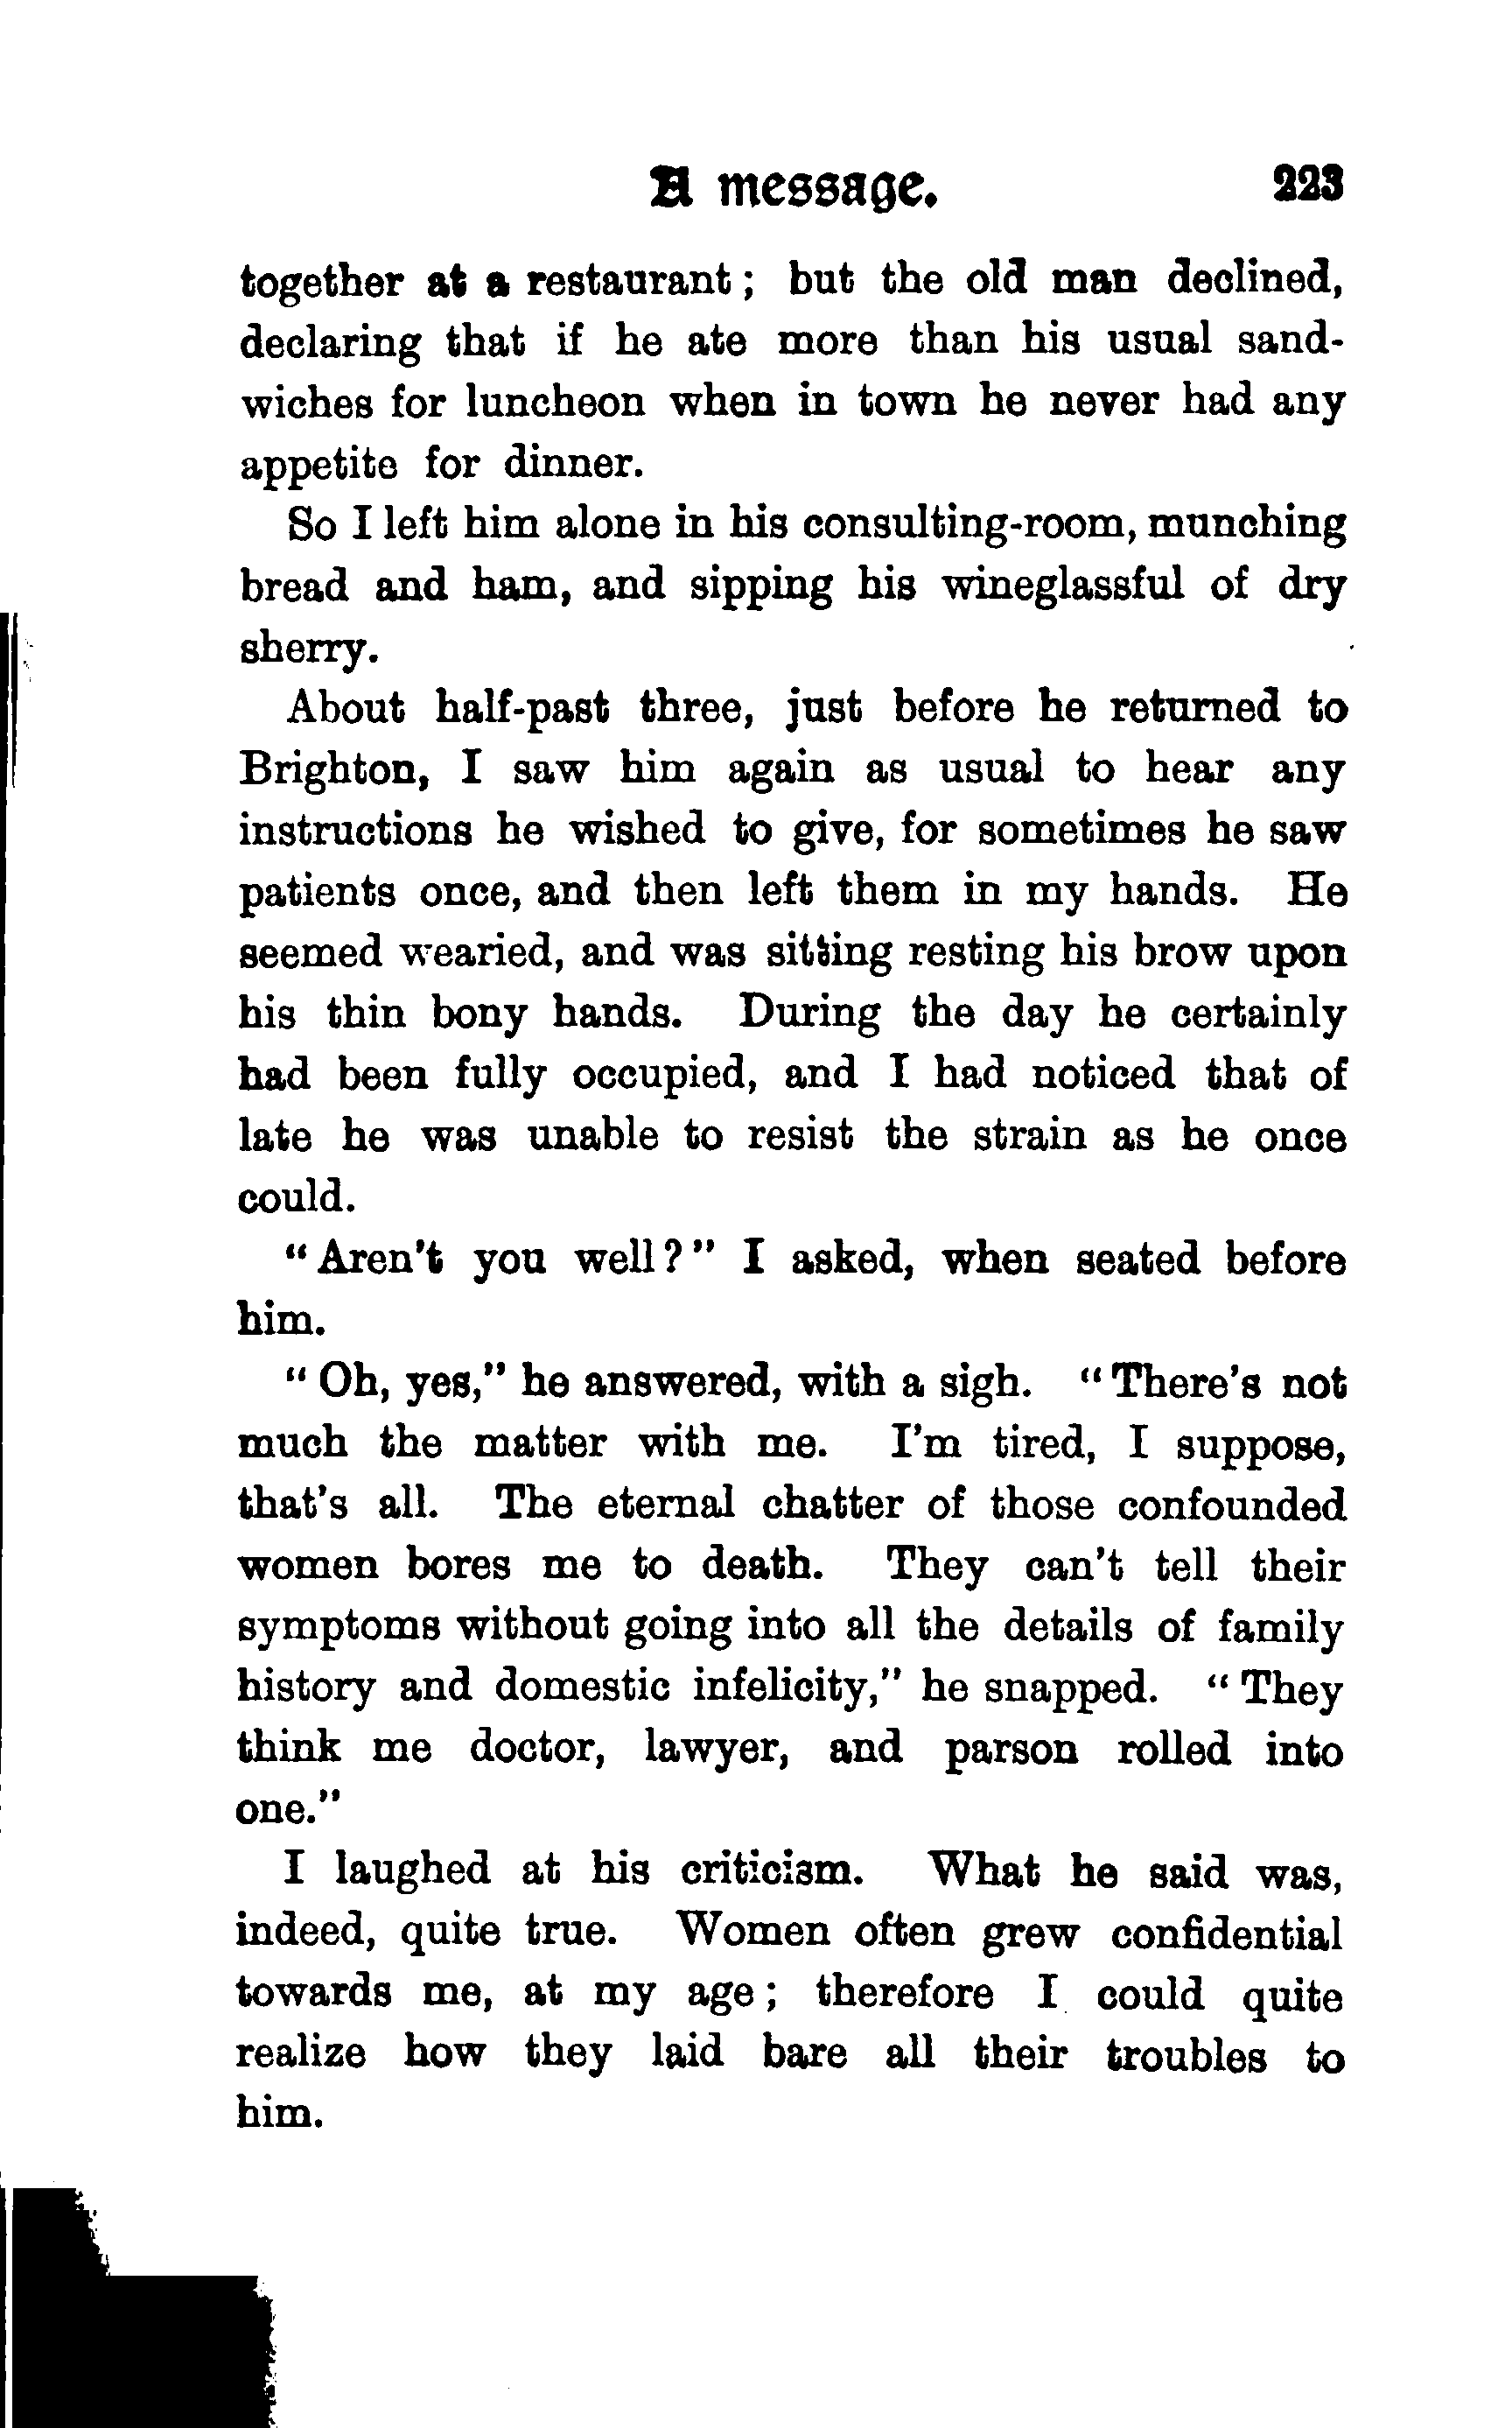 A message. 223
together at a restaurant; but the old man declined,
declaring that if he ate more than his usual sand-
wiches for luncheon when in town he never had any
appetite for dinner.
So I left him alone in his consulting-room, munching
bread and ham, and sipping his wineglassful of dry
sherry.
About half-past three, just before he returned to
Brighton, I saw him again as usual to hear any
instructions he wished to give, for sometimes he saw
patients once, and then left them in my hands. He
seemed wearied, and was sitting resting his brow upon
his thin bony hands. During the day he certainly
had been fully occupied, and I had noticed that of
late he was unable to resist the strain as he once
could.
"Aren't you well?" I asked, when seated before
him.
"Oh, yes," he answered, with a sigh. "There's not
much the matter with me. I'm tired, I suppose,
that's all. The eternal chatter of those confounded
women bores me to death. They can't tell their
symptoms without going into all the details of family
history and domestic infelicity," he snapped. "They
think me doctor, lawyer, and parson rolled into
one."
I laughed at his criticism. What he said was,
indeed, quite true. Women often grew confidential
towards me, at my age; therefore I could quite
realize how they laid bare all their troubles to
him.